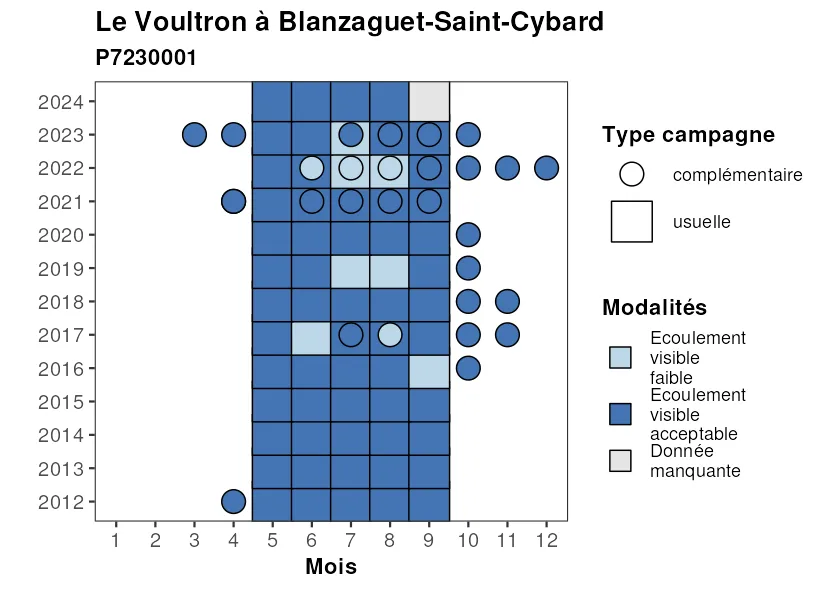 Le Voultron à Blanzaguet-Saint-Cybard
P7230001
2024
2023
2022
2021
2020
2019
2018
2017
2016
2015
2014
2013
2012
1 2 3 4 5 6 7 8 9 10 11 12
Mois
Type campagne
complémentaire
usuelle
Modalités
Ecoulement
visible
faible
Ecoulement
visible
acceptable
Donnée
manquante